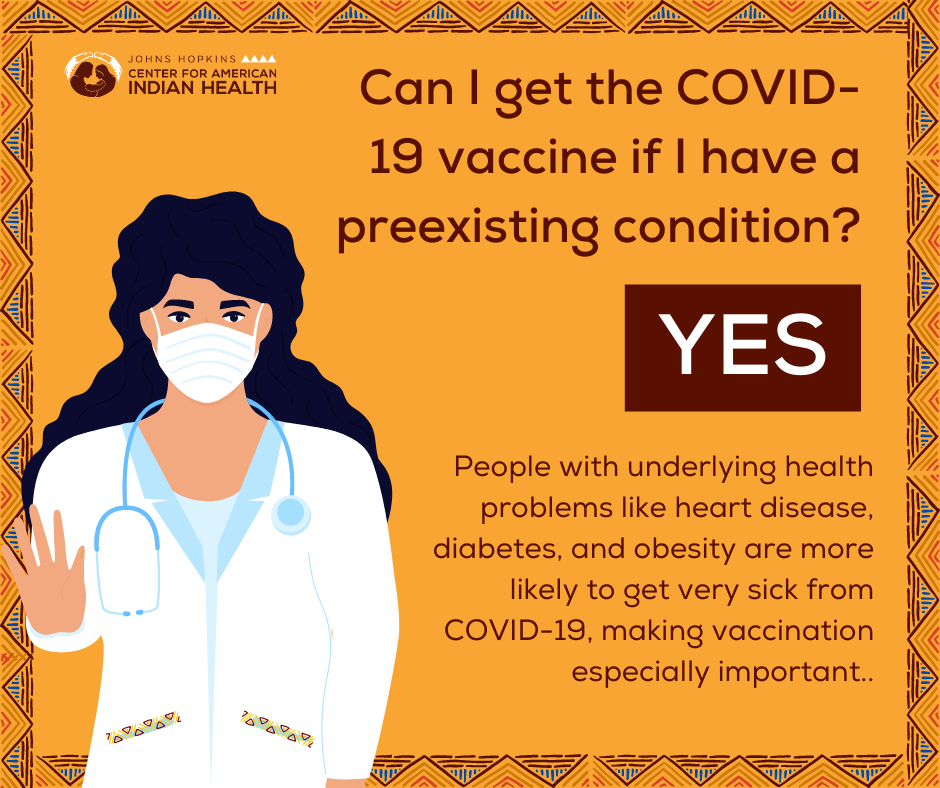 JOHNS HOPKINS
CENTER FOR AMERICAN
INDIAN HEALTH
Can I get the COVID-
19 vaccine if I have a
preexisting condition?
YES
People with underlying health
problems like heart disease,
diabetes, and obesity are more
likely to get very sick from
COVID-19, making vaccination
especially important..